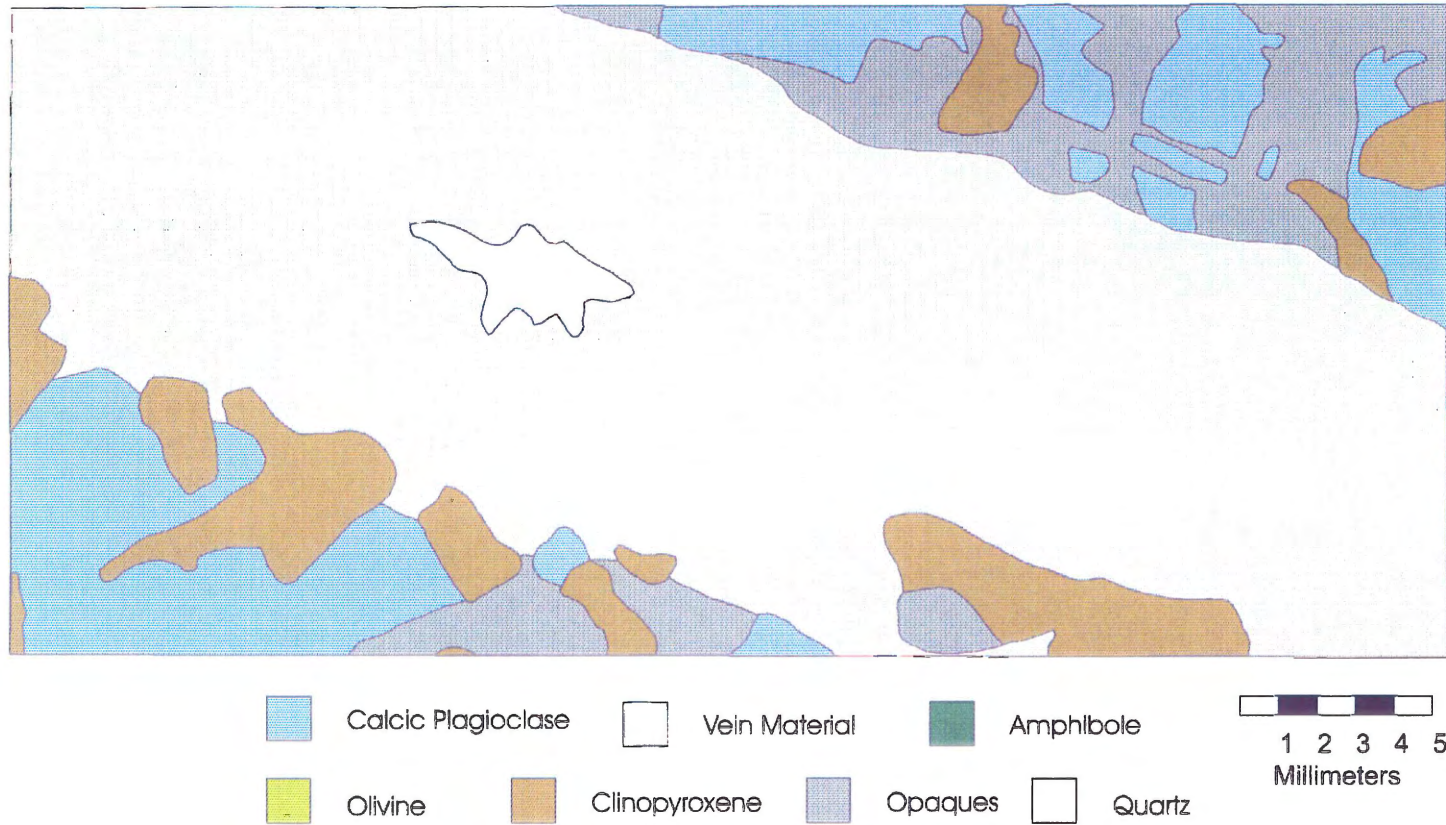 Calcic Plagioclase Vein Material Amphibole
1 2 3 4 5
Millimeters
Olivine Clinopyroxene Opaques Quartz